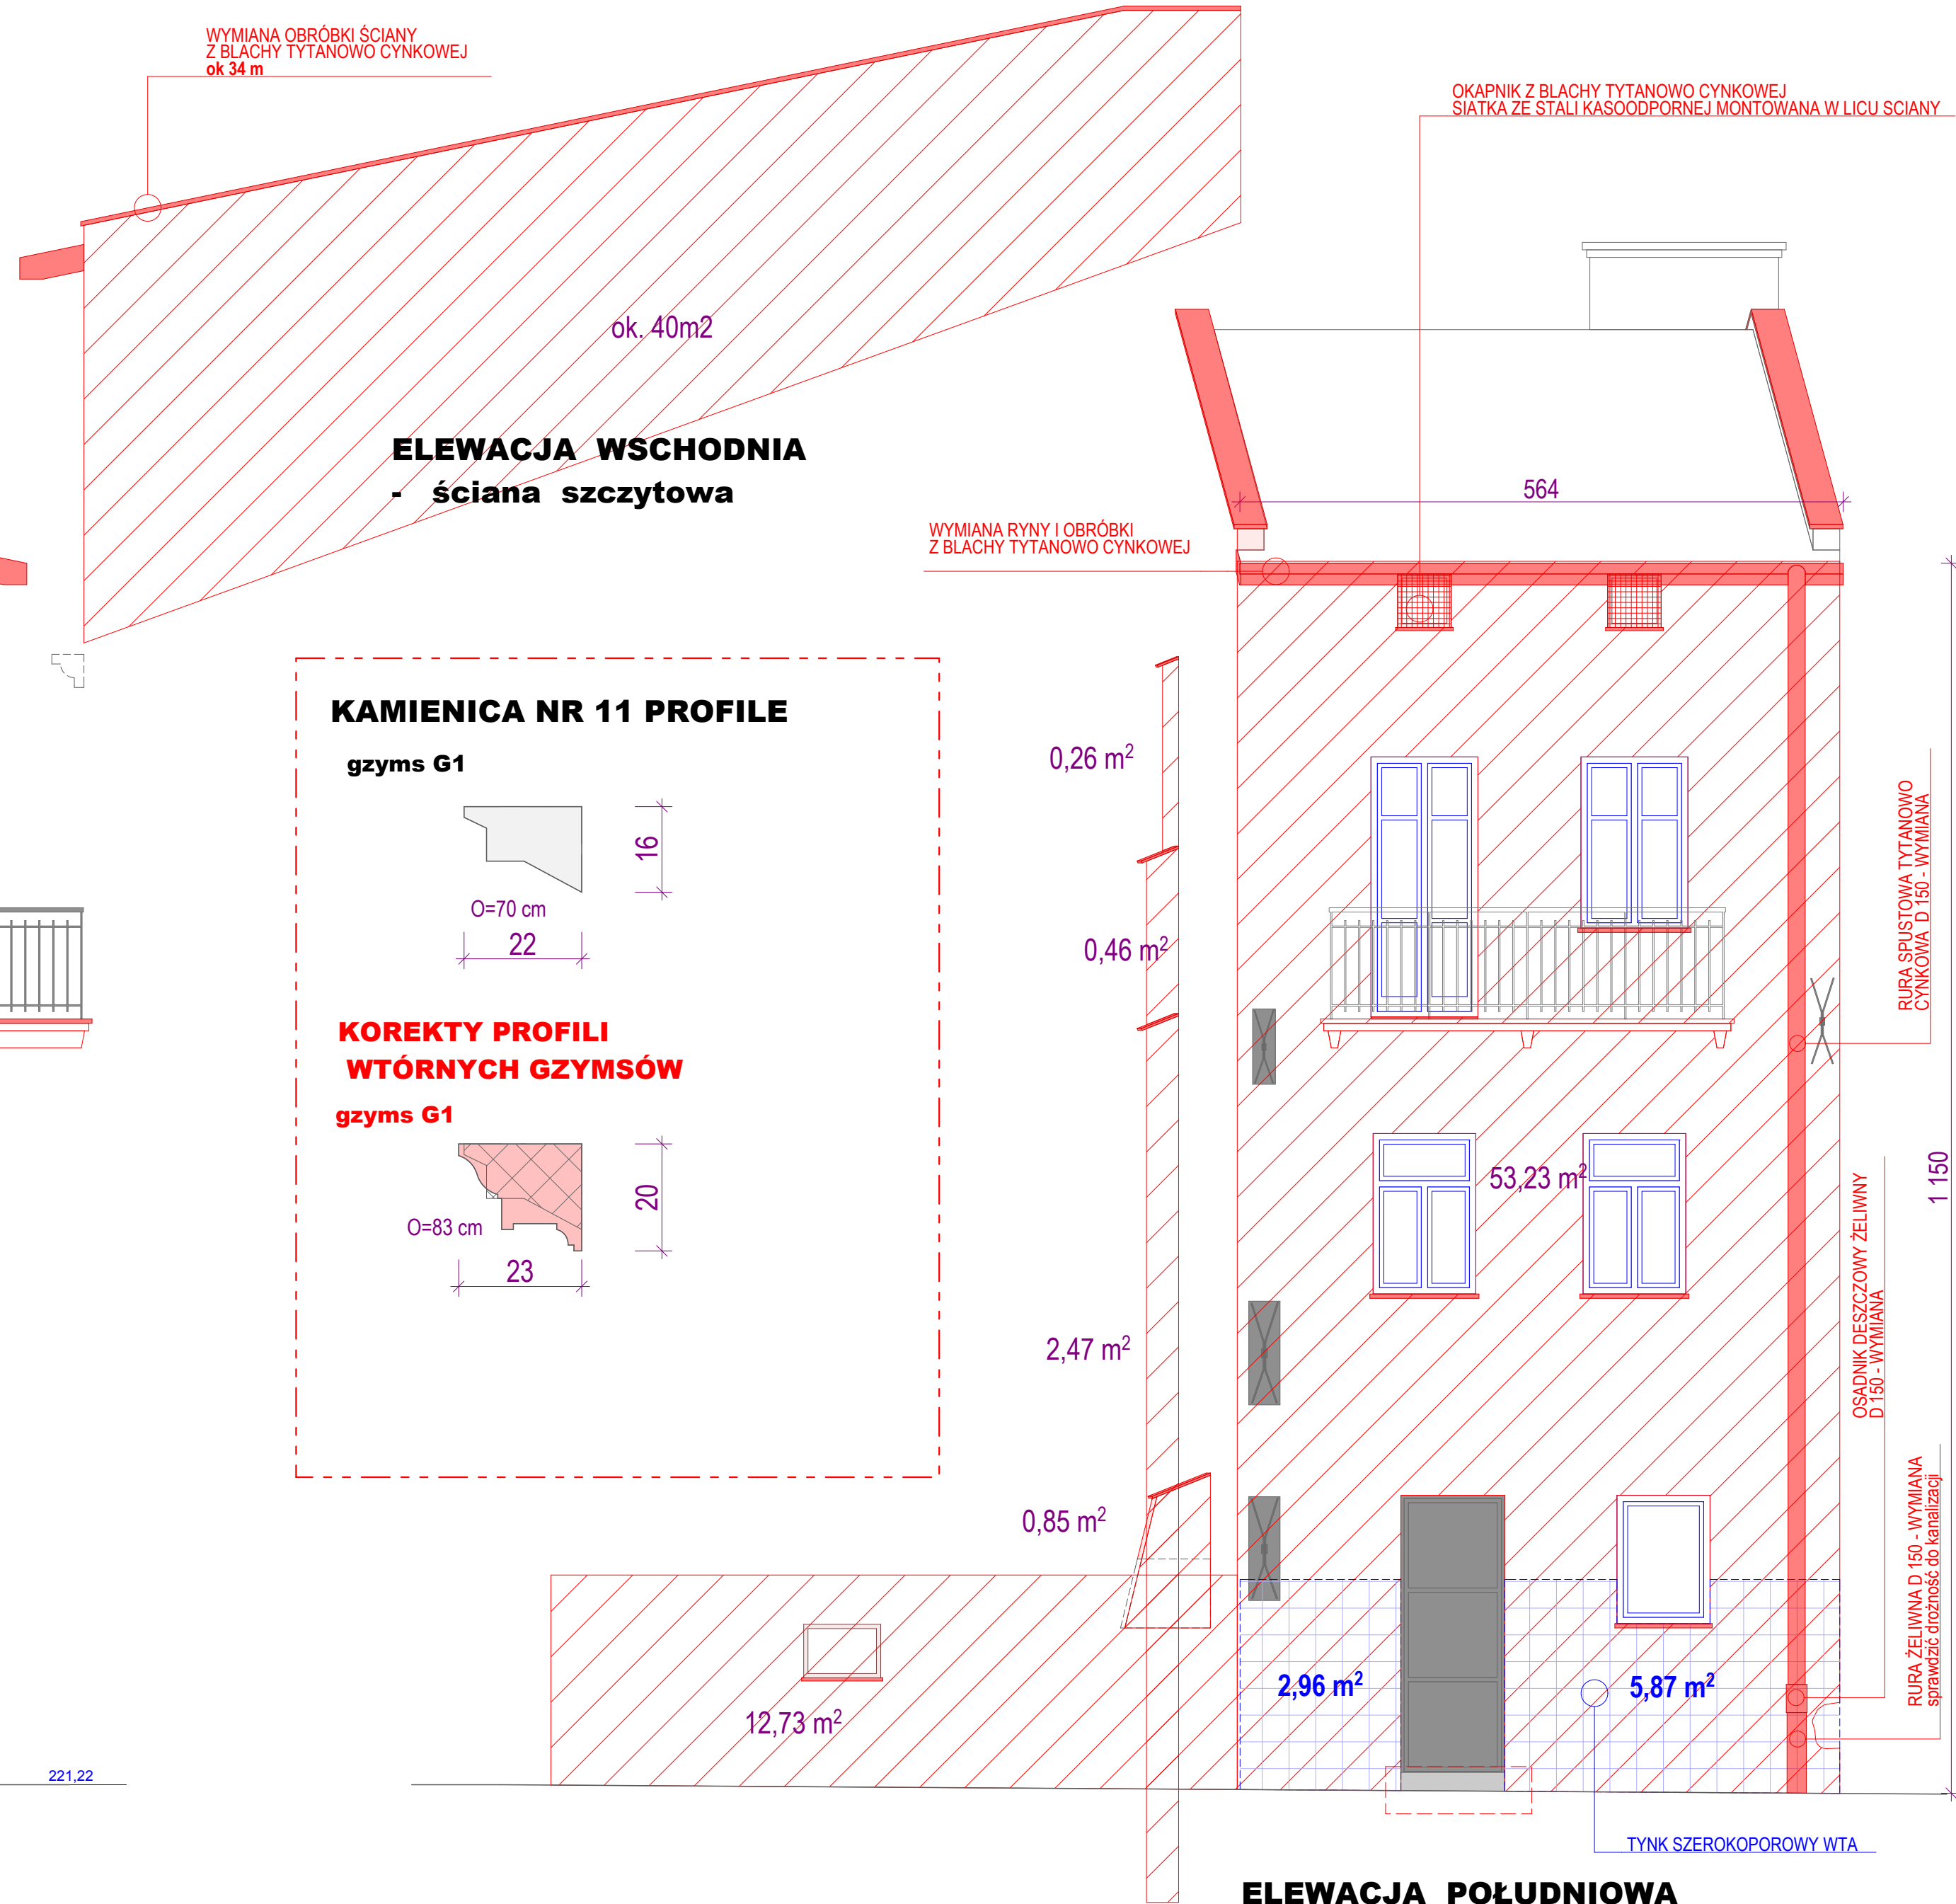 WYMIANA OBRÓBKI ŚCIANY
Z BLACHY TYTANOWO CYNKOWEJ
ok 34 m
OKAPNIK Z BLACHY TYTANOWO CYNKOWEJ
SIATKA ZE STALI KASOODPORNEJ MONTOWANA W LICU SCIANY
ok. 40m2
ELEWACJA WSCHODNIA
- ściana szczytowa
564
WYMIANA RYNY I OBRÓBKI
Z BLACHY TYTANOWO CYNKOWEJ
KAMIENICA NR 11 PROFILE
gzyms G1
16
O=70 cm
22
KOREKTY PROFILI
WTÓRNYCH GZYMSÓW
gzyms G1
20
O=83 cm
23
0,26 m²
0,46 m²
2,47 m²
0,85 m²
53,23 m²
RURA SPUSTOWA TYTANOWO
CYNKOWA D 150 - WYMIANA
1 150
OSADNIK DESZCZOWY ŻELIWNY
D 150 - WYMIANA
RURA ŻELIWNA D 150 - WYMIANA
sprawdzić drożność do kanalizacji
2,96 m²
5,87 m²
12,73 m²
221,22
TYNK SZEROKOPOROWY WTA
ELEWACJA POŁUDNIOWA